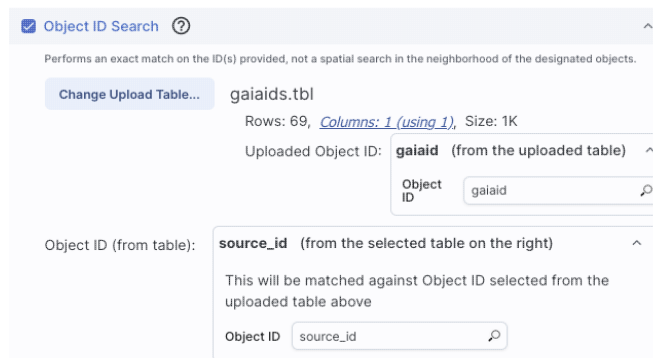 Object ID Search
Performs an exact match on the ID(s) provided, not a spatial search in the neighborhood of the designated objects.
Change Upload Table... gaiaids.tbl
Rows: 69, Columns: 1 (using 1), Size: 1K
Uploaded Object ID: gaiaid (from the uploaded table)
Object
ID gaiaid
Object ID (from table): source_id (from the selected table on the right)
This will be matched against Object ID selected from the
uploaded table above
Object ID source_id